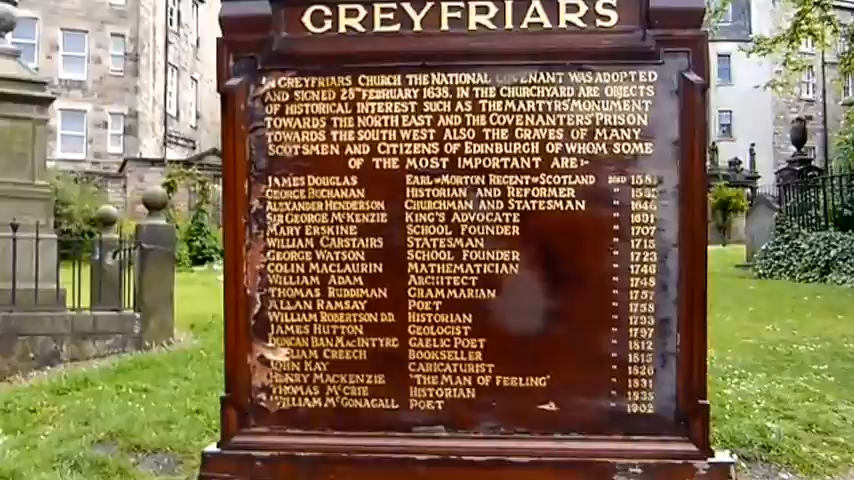 GREYFRIARS
IN GREYFRIARS CHURCH THE NATIONAL COVENANT WAS ADOPTED
AND SIGNED 28TH FEBRUARY 1638. IN THE CHURCHYARD ARE OBJECTS
OF HISTORICAL INTEREST SUCH AS THE MARTYRS' MONUMENT
TOWARDS THE NORTH EAST AND THE COVENANTERS' PRISON
TOWARDS THE SOUTH WEST ALSO THE GRAVES OF MANY
SCOTSMEN AND CITIZENS OF EDINBURGH OF WHOM SOME
OF THE MOST IMPORTANT ARE:-
JAMES DOUGLAS EARL OF MORTON REGENT OF SCOTLAND DIED
GEORGE BUCHANAN HISTORIAN AND REFORMER
ALEXANDER HENDERSON CHURCHMAN AND STATESMAN 1646
SIR GEORGE MCKENZIE KING'S ADVOCATE 1691
MARY ERSKINE SCHOOL FOUNDER 1707
WILLIAM CARSTAIRS STATESMAN 1715
GEORGE WATSON SCHOOL FOUNDER 1723
COLIN MACLAURIN MATHEMATICIAN 1746
WILLIAM ADAM ARCHITECT 1748
THOMAS RUDDIMAN GRAMMARIAN 1757
ALLAN RAMSAY POET 1758
WILLIAM ROBERTSON D.D. HISTORIAN 1793
JAMES HUTTON GEOLOGIST 1797
DUNCAN BAN MACINTYRE GAELIC POET 1812
WILLIAM CREECH BOOKSELLER 1815
JOHN KAY CARICATURIST 1826
HENRY MACKENZIE "THE MAN OF FEELING" 1831
THOMAS MCCRIE HISTORIAN 1835
WILLIAM MCGONAGALL POET 1902